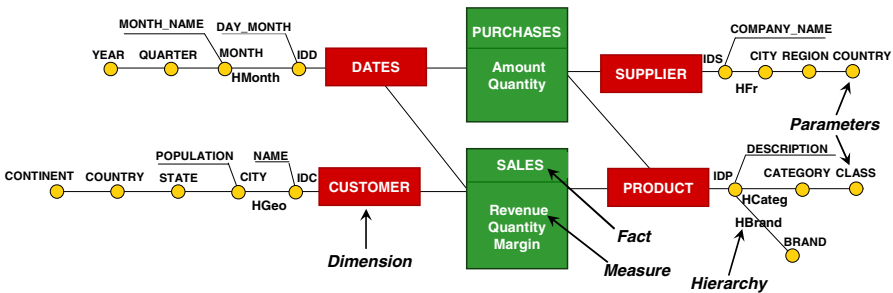 MONTH_NAME
DAY_MONTH
YEAR
QUARTER
MONTH
IDD
HMonth
DATES
PURCHASES
Amount
Quantity
SUPPLIER
IDS
COMPANY_NAME
CITY
REGION
COUNTRY
HFr
Parameters
CONTINENT
COUNTRY
POPULATION
STATE
CITY
NAME
IDC
HGeo
CUSTOMER
SALES
Revenue
Quantity
Margin
PRODUCT
IDP
DESCRIPTION
CATEGORY
CLASS
HCateg
HBrand
BRAND
Dimension
Fact
Measure
Hierarchy